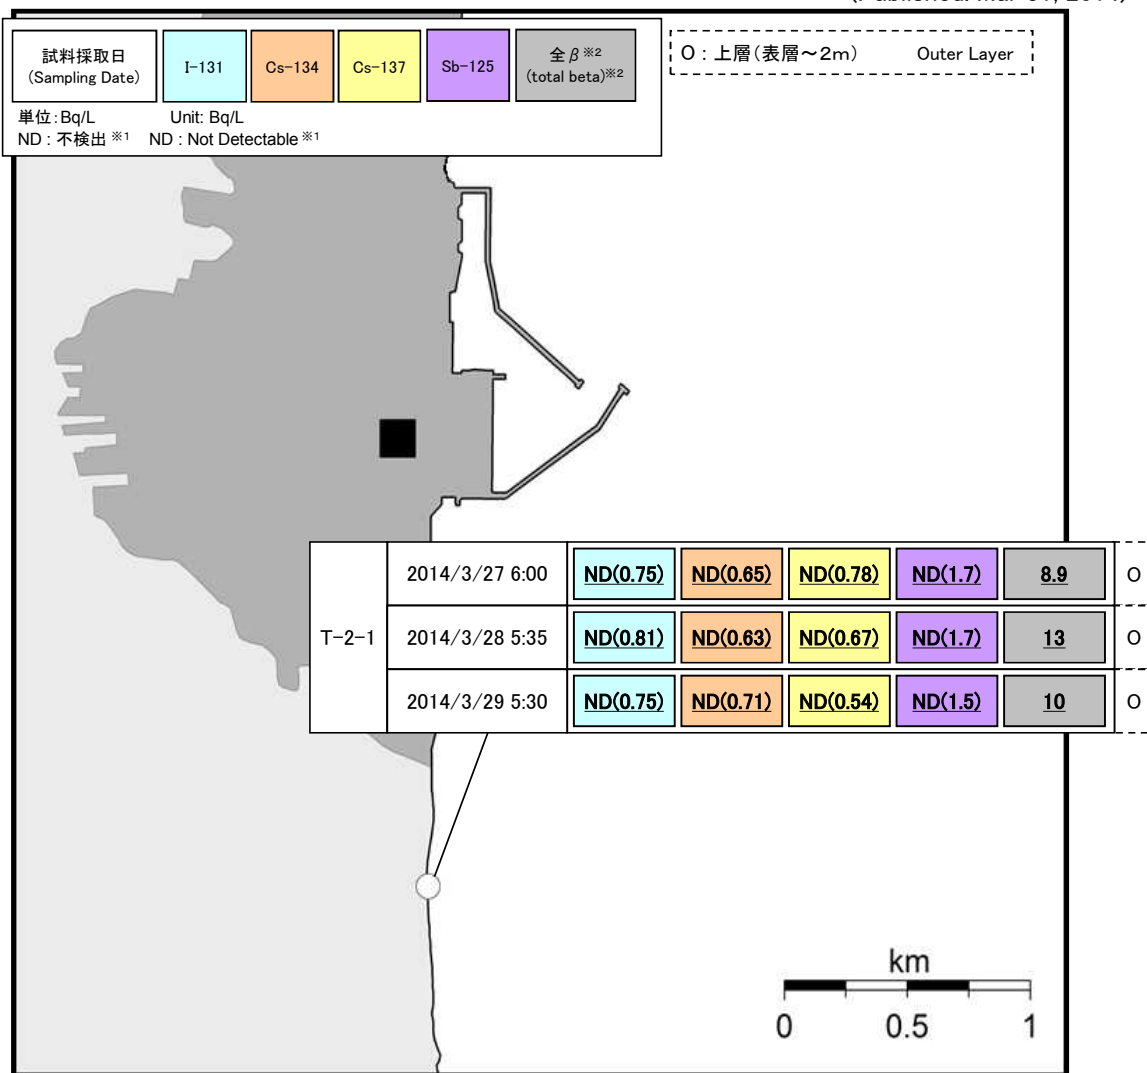 試料採取日
(Sampling Date)
I-131
Cs-134
Cs-137
Sb-125
全β※2
(total beta)※2
単位:Bq/L Unit: Bq/L
ND : 不検出 ※1 ND : Not Detectable ※1
O : 上層(表層～2m) Outer Layer
T-2-1
2014/3/27 6:00 ND(0.75) ND(0.65) ND(0.78) ND(1.7) 8.9 O
2014/3/28 5:35 ND(0.81) ND(0.63) ND(0.67) ND(1.7) 13 O
2014/3/29 5:30 ND(0.75) ND(0.71) ND(0.54) ND(1.5) 10 O
km
0 0.5 1